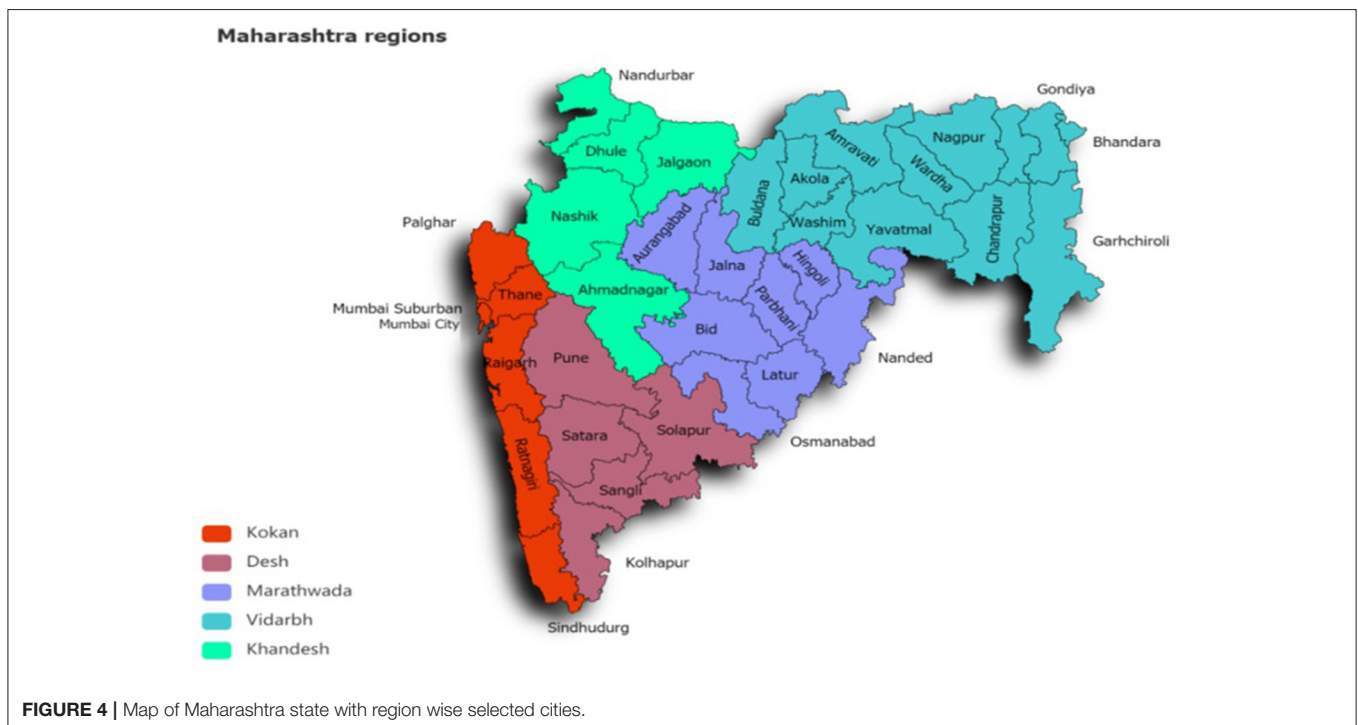 Maharashtra regions
Nandurbar
Gondiya
Dhule
Jalgaon
Amravati
Nagpur
Bhandara
Wardha
Akola
Buldana
Nashik
Palghar
Aurangabad
Washim
Yavatmal
Chandrapur
Garhchiroli
Jalna
Hingoli
Ahmadnagar
Thane
Parbhani
Mumbai Suburban
Mumbai City
Bid
Raigarh
Pune
Nanded
Latur
Satara
Solapur
Osmanabad
Ratnagiri
Sangli
Kolhapur
Sindhudurg
Kokan
Desh
Marathwada
Vidarbh
Khandesh
FIGURE 4 | Map of Maharashtra state with region wise selected cities.